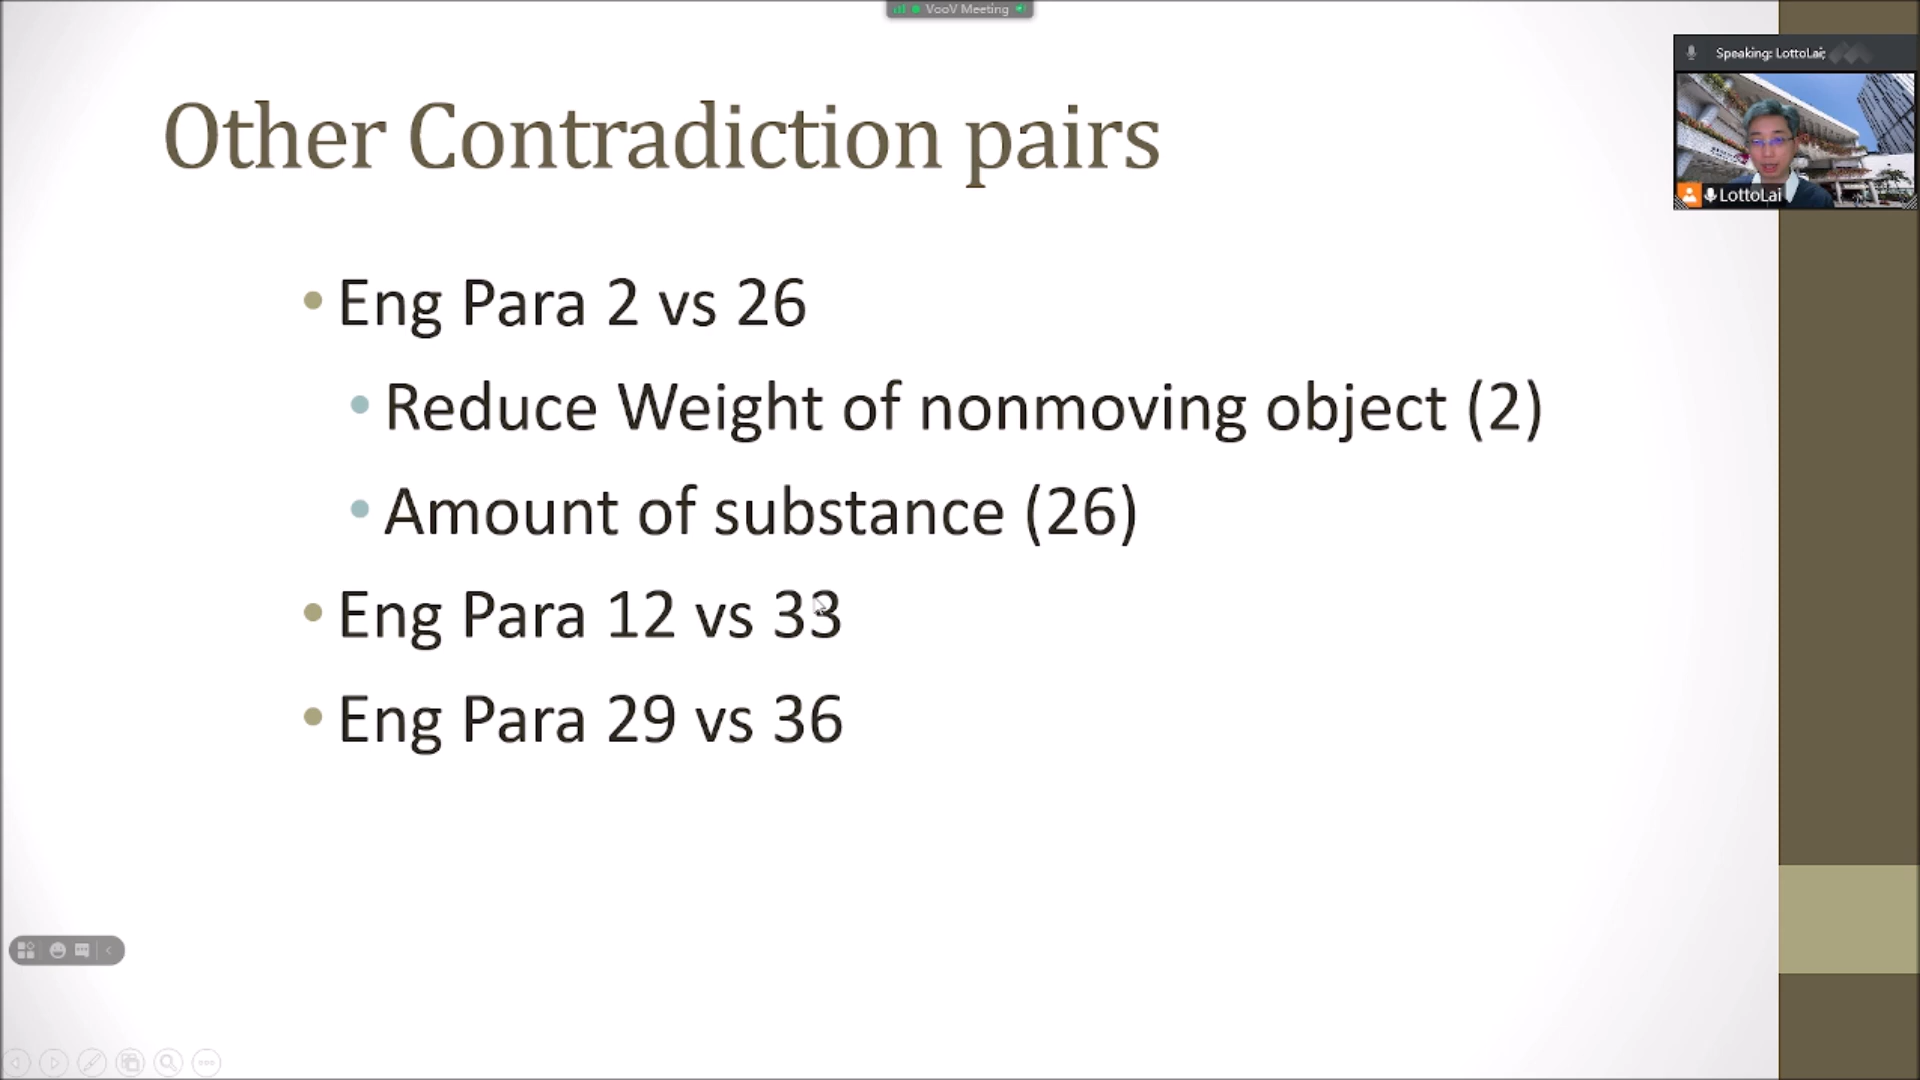 VooV Meeting
Speaking: LottoLai;
Other Contradiction pairs
LottoLai
• Eng Para 2 vs 26
• Reduce Weight of nonmoving object (2)
• Amount of substance (26)
• Eng Para 12 vs 33
• Eng Para 29 vs 36